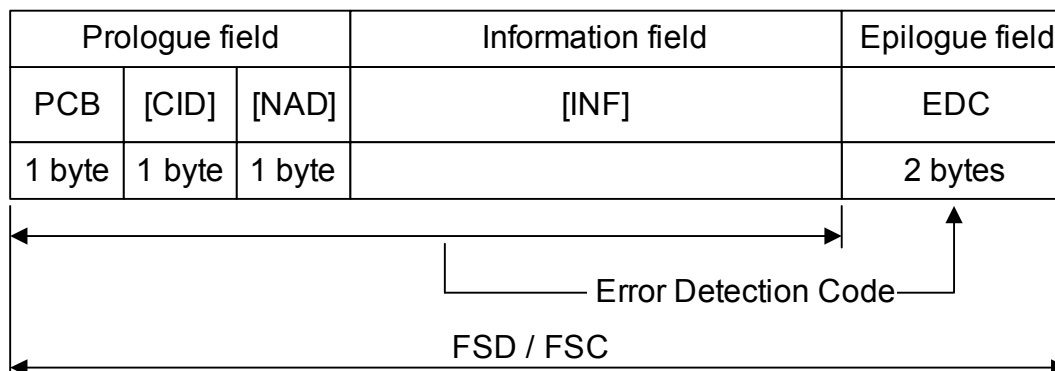 Prologue field Information field Epilogue field
PCB [CID] [NAD] [INF] EDC
1 byte 1 byte 1 byte 2 bytes
Error Detection Code
FSD / FSC